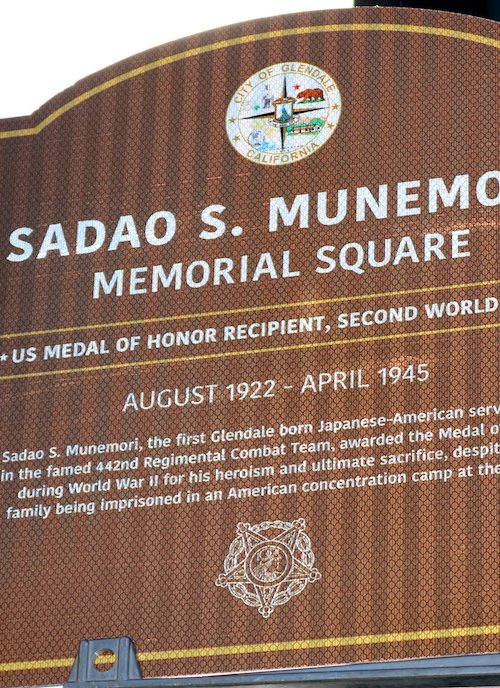 CITY OF GLENDALE
CALIFORNIA
SADAO S. MUNEMO
MEMORIAL SQUARE
★US MEDAL OF HONOR RECIPIENT, SECOND WORLD
AUGUST 1922 - APRIL 1945
Sadao S. Munemori, the first Glendale born Japanese-American serv
in the famed 442nd Regimental Combat Team, awarded the Medal o
during World War II for his heroism and ultimate sacrifice, despit
family being imprisoned in an American concentration camp at the